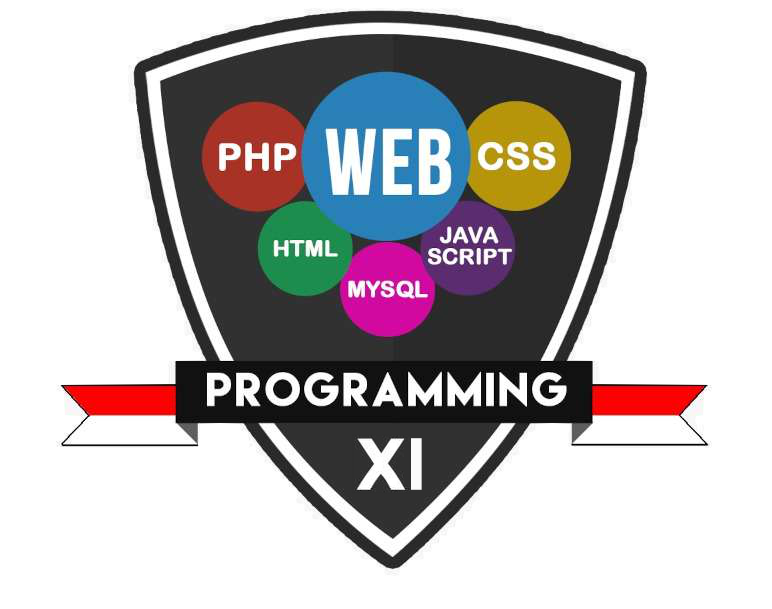 PHP
WEB
CSS
HTML
JAVA
SCRIPT
MYSQL
PROGRAMMING
XI